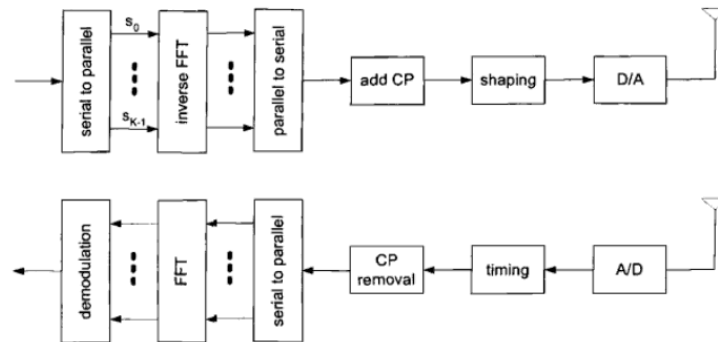 serial to parallel
S0
SK-1
inverse FFT
parallel to serial
add CP
shaping
D/A
demodulation
FFT
serial to parallel
CP
removal
timing
A/D